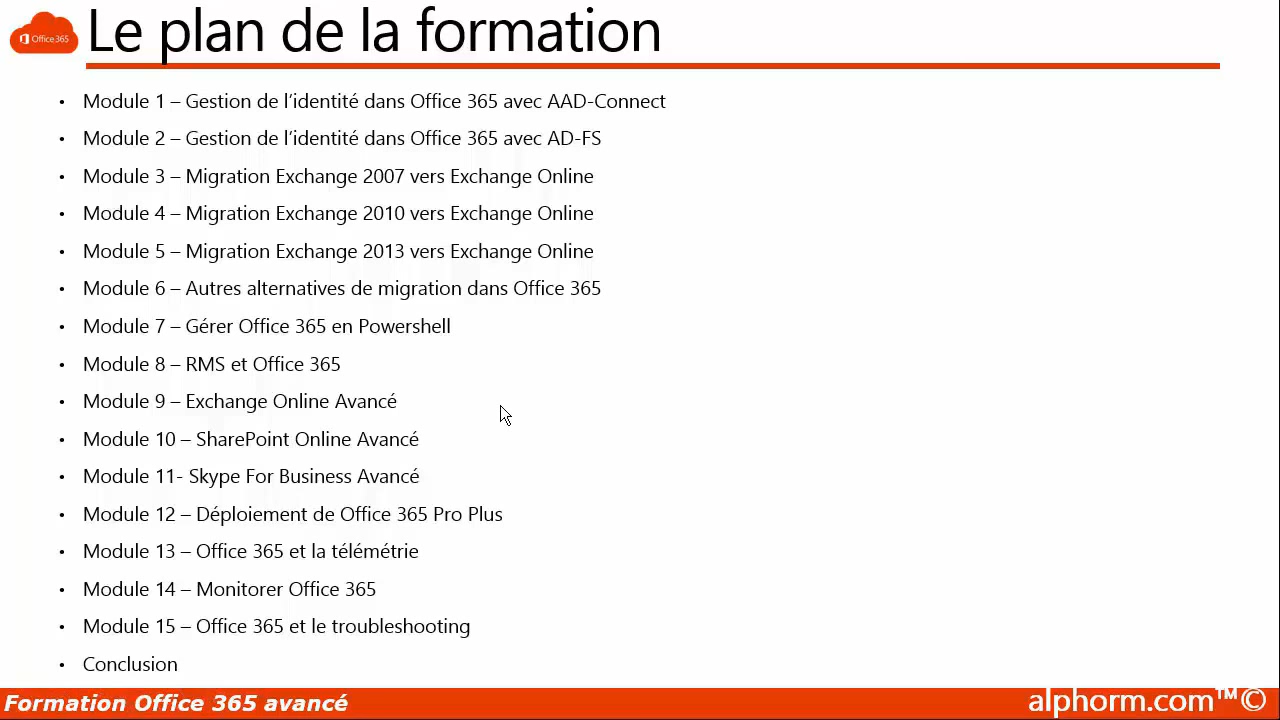 Office 365
Le plan de la formation
• Module 1 – Gestion de l'identité dans Office 365 avec AAD-Connect
• Module 2 – Gestion de l'identité dans Office 365 avec AD-FS
• Module 3 – Migration Exchange 2007 vers Exchange Online
• Module 4 – Migration Exchange 2010 vers Exchange Online
• Module 5 – Migration Exchange 2013 vers Exchange Online
• Module 6 – Autres alternatives de migration dans Office 365
• Module 7 – Gérer Office 365 en Powershell
• Module 8 – RMS et Office 365
• Module 9 – Exchange Online Avancé
• Module 10 – SharePoint Online Avancé
• Module 11- Skype For Business Avancé
• Module 12 – Déploiement de Office 365 Pro Plus
• Module 13 – Office 365 et la télémétrie
• Module 14 – Monitorer Office 365
• Module 15 – Office 365 et le troubleshooting
• Conclusion
Formation Office 365 avancé
alphorm.com™©